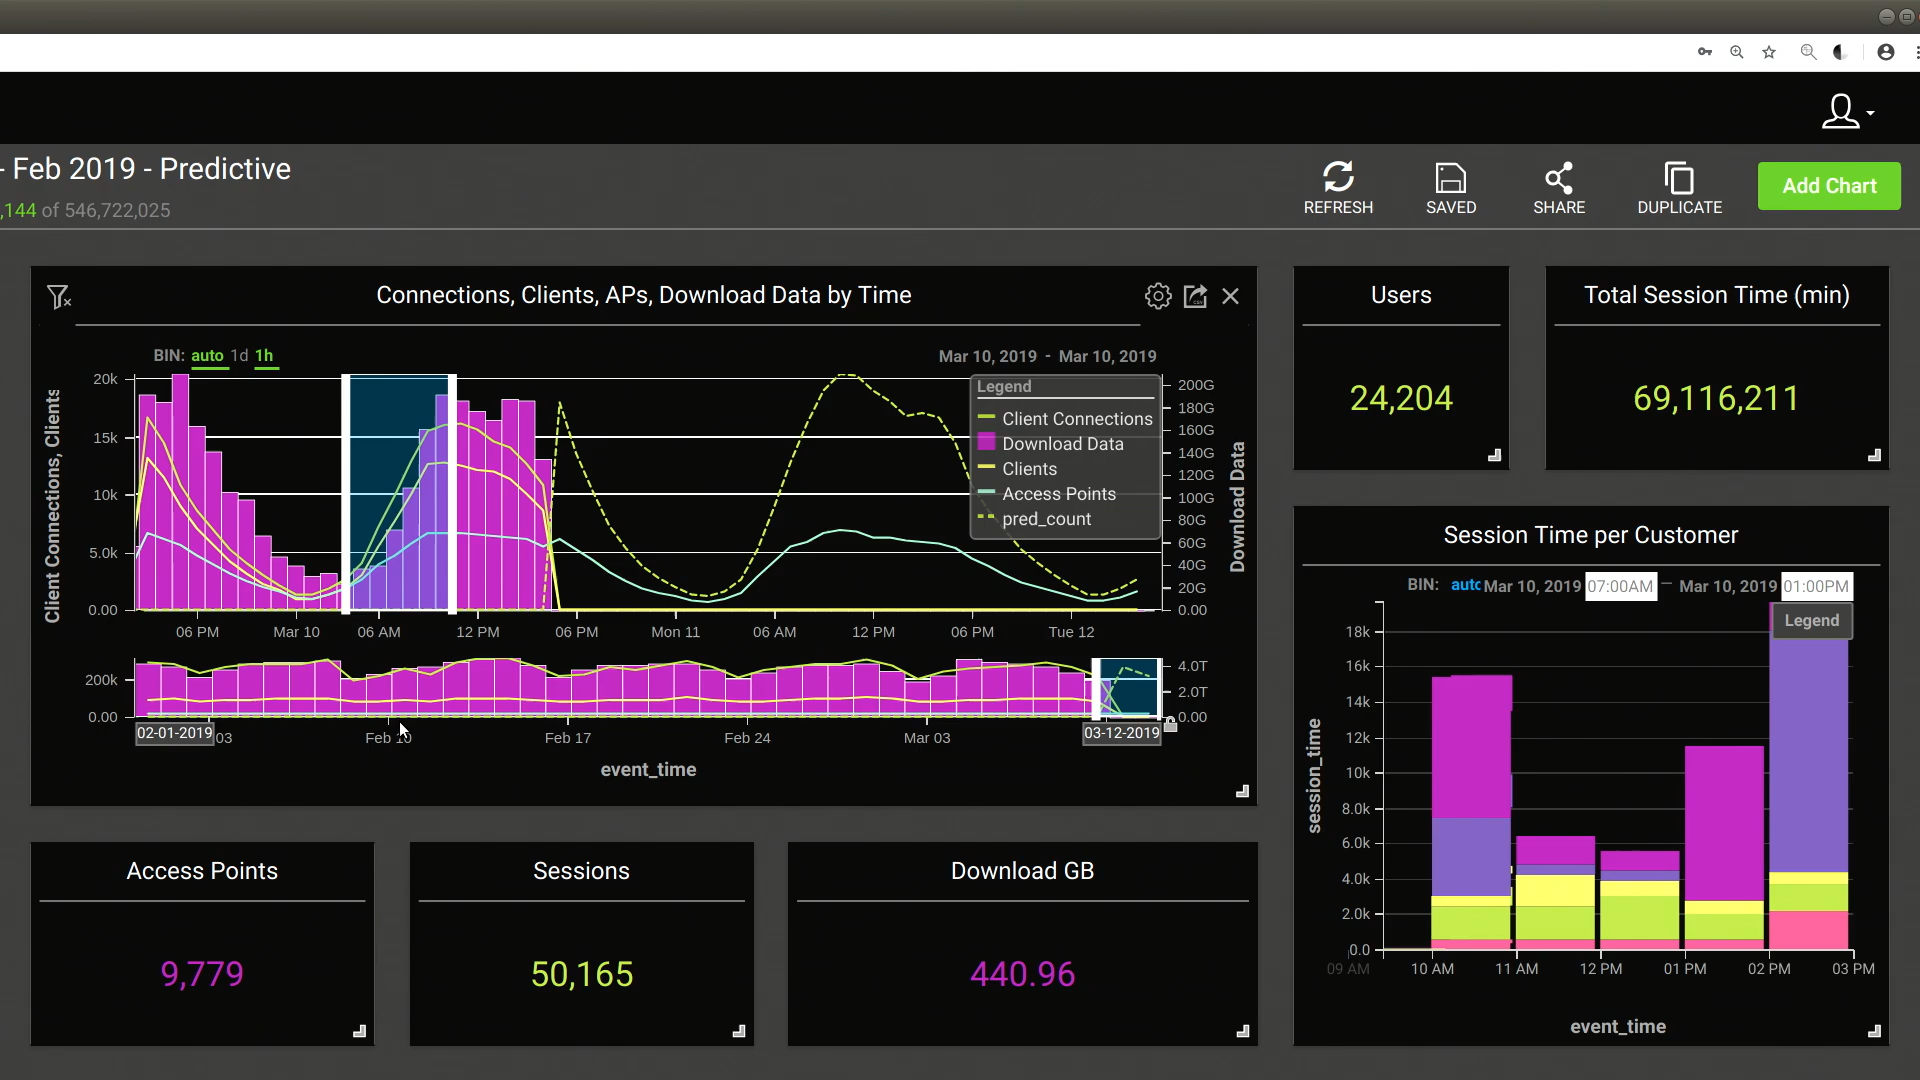 - Feb 2019 - Predictive
,144 of 546,722,025
REFRESH
SAVED
SHARE
DUPLICATE
Add Chart
Connections, Clients, APs, Download Data by Time
BIN: auto 1d 1h
Mar 10, 2019 - Mar 10, 2019
Client Connections, Clients
20k
15k
10k
5.0k
0.00
Legend
Client Connections
Download Data
Clients
Access Points
pred_count
200G
180G
160G
140G
120G
100G
80G
60G
40G
20G
0.00
Download Data
06 PM
Mar 10
06 AM
12 PM
06 PM
Mon 11
06 AM
12 PM
06 PM
Tue 12
200k
0.00
4.0T
2.0T
0.00
02-01-2019
03
Feb 10
Feb 17
Feb 24
Mar 03
03-12-2019
event_time
Users
24,204
Total Session Time (min)
69,116,211
Session Time per Customer
BIN: auto Mar 10, 2019 07:00AM — Mar 10, 2019 01:00PM
Legend
session_time
18k
16k
14k
12k
10k
8.0k
6.0k
4.0k
2.0k
0.0
09 AM
10 AM
11 AM
12 PM
01 PM
02 PM
03 PM
event_time
Access Points
9,779
Sessions
50,165
Download GB
440.96